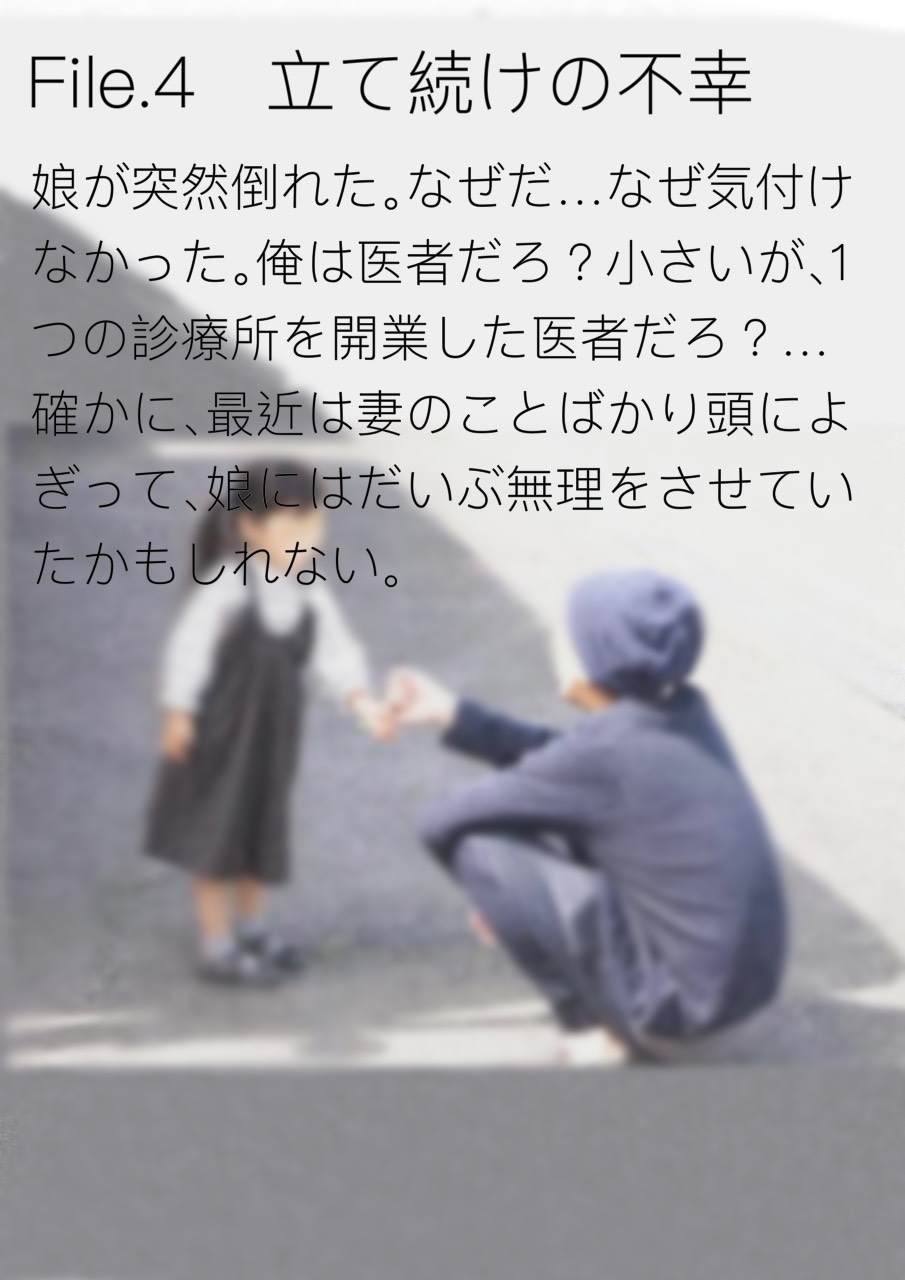 File.4　立て続けの不幸
娘が突然倒れた。なぜだ…なぜ気付け
なかった。俺は医者だろ？小さいが、1
つの診療所を開業した医者だろ？…
確かに、最近は妻のことばかり頭によ
ぎって、娘にはだいぶ無理をさせてい
たかもしれない。